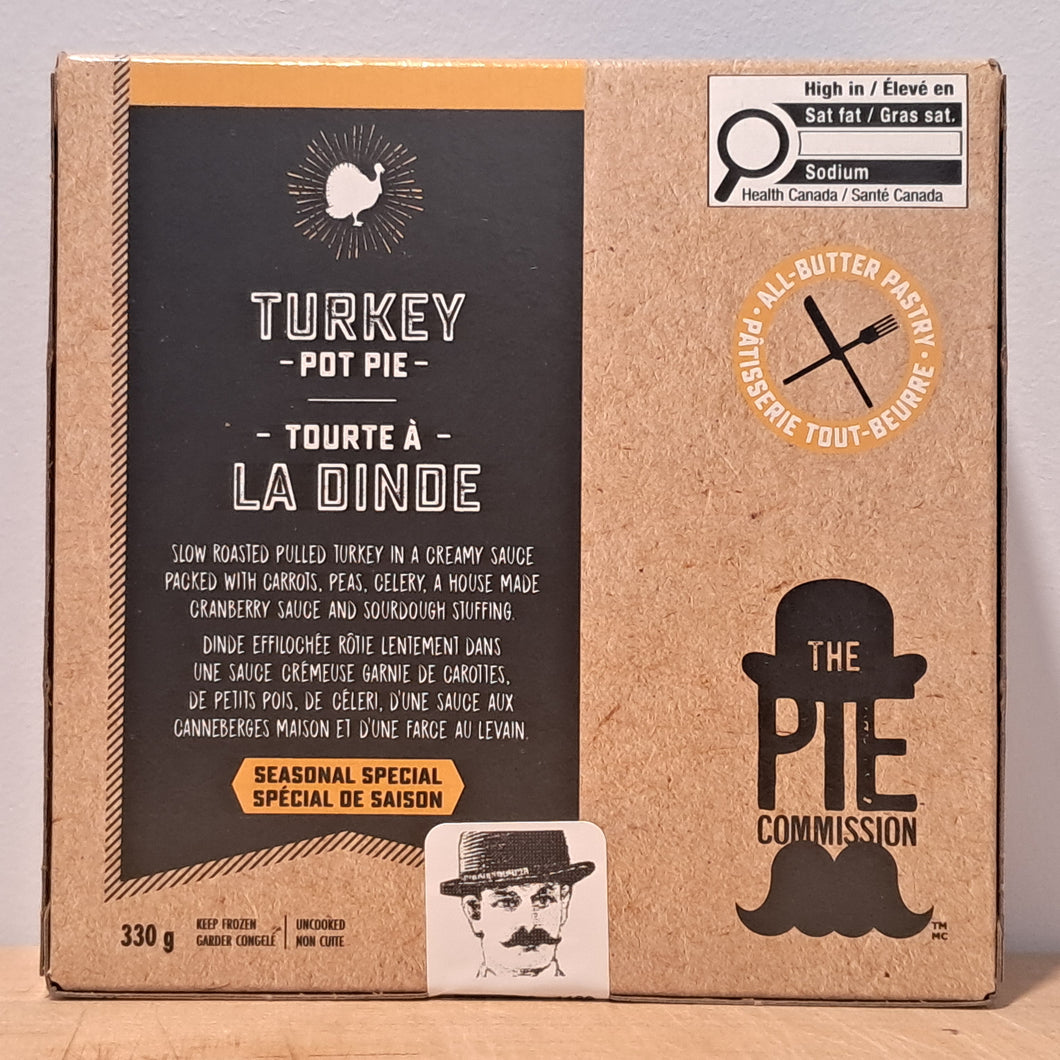 High in / Élevé en
Sat fat / Gras sat.
Sodium
Health Canada / Santé Canada
ALL-BUTTER PASTRY
PÂTISSERIE TOUT-BEURRE
TURKEY
-POT PIE-
- TOURTE À -
LA DINDE
SLOW ROASTED PULLED TURKEY IN A CREAMY SAUCE
PACKED WITH CARROTS, PEAS, CELERY, A HOUSE MADE
CRANBERRY SAUCE AND SOURDOUGH STUFFING.
DINDE EFFILOCHÉE RÔTIE LENTEMENT DANS
UNE SAUCE CRÉMEUSE GARNIE DE CAROTTES,
DE PETITS POIS, DE CÉLERI, D'UNE SAUCE AUX
CANNEBERGES MAISON ET D'UNE FARCE AU LEVAIN.
SEASONAL SPECIAL
SPÉCIAL DE SAISON
THE
PIE
COMMISSION
TM
MC
330 g
KEEP FROZEN
GARDER CONGELÉ
UNCOOKED
NON CUITE